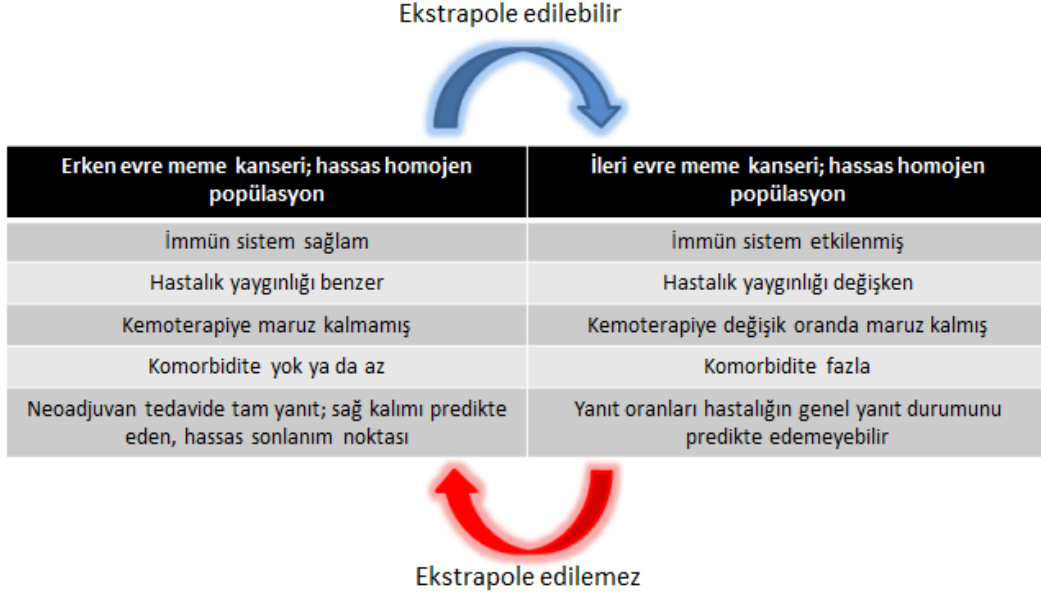 Ekstrapole edilebilir
Erken evre meme kanseri; hassas homojen
popülasyon
İleri evre meme kanseri; hassas homojen
popülasyon
İmmün sistem sağlam
İmmün sistem etkilenmiş
Hastalık yaygınlığı benzer
Hastalık yaygınlığı değişken
Kemoterapiye maruz kalmamış
Kemoterapiye değişik oranda maruz kalmış
Komorbidite yok ya da az
Komorbidite fazla
Neoadjuvan tedavide tam yanıt; sağ kalımı predikte
eden, hassas sonlanım noktası
Yanıt oranları hastalığın genel yanıt durumunu
predikte edemeyebilir
Ekstrapole edilemez